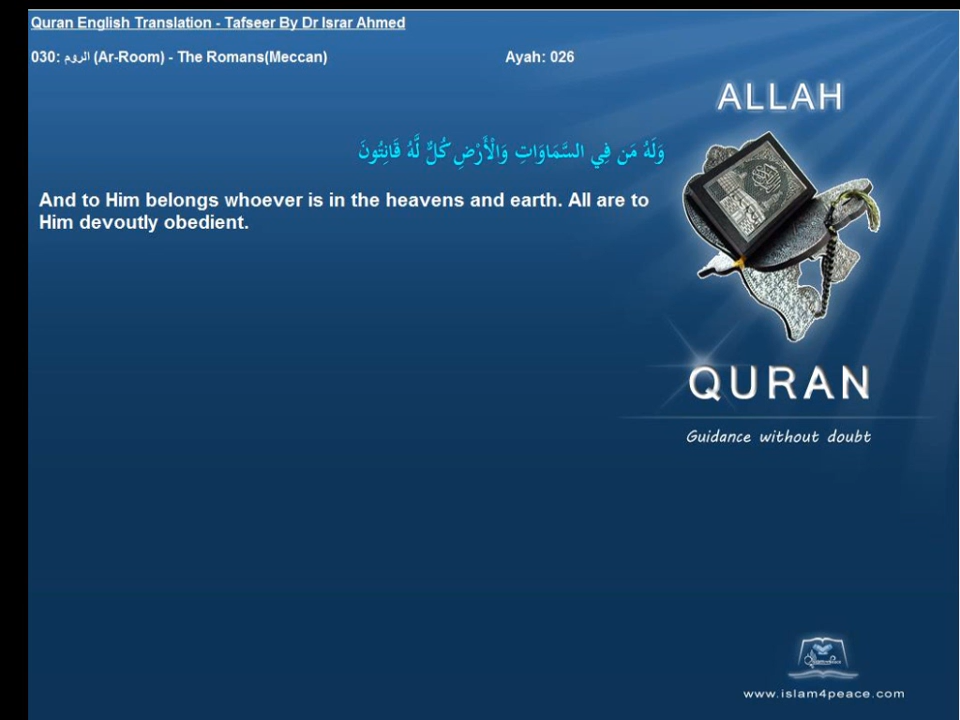 Quran English Translation - Tafseer By Dr Israr Ahmed
030: الروم (Ar-Room) - The Romans(Meccan) Ayah: 026
ALLAH
وَلَهُ مَن فِي السَّمَاوَاتِ وَالْأَرْضِ كُلٌّ لَّهُ قَانِتُونَ
And to Him belongs whoever is in the heavens and earth. All are to
Him devoutly obedient.
QURAN
Guidance without doubt
www.islam4peace.com